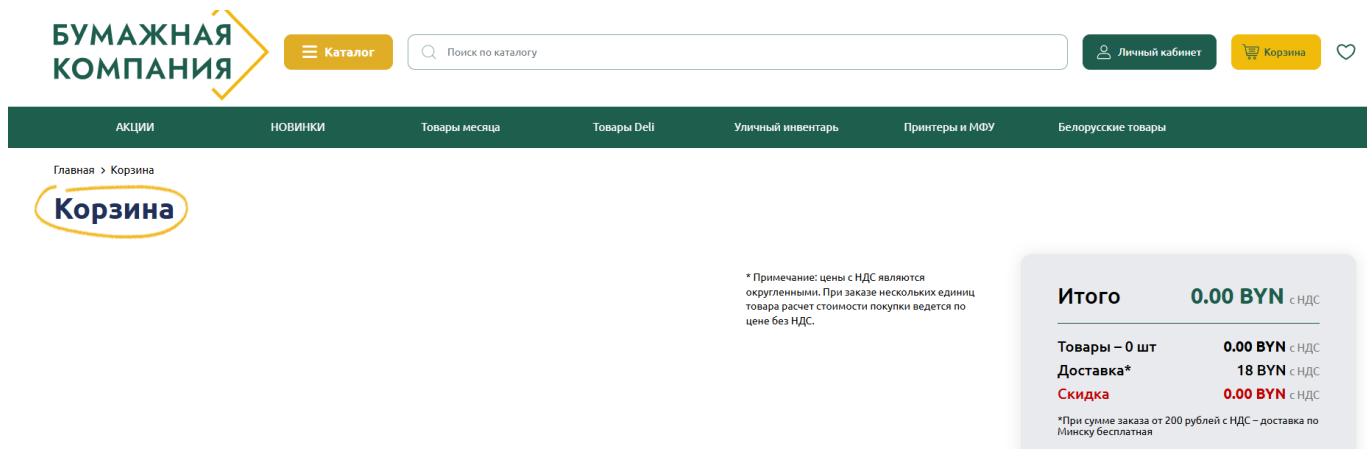 БУМАЖНАЯ
КОМПАНИЯ
Каталог
Поиск по каталогу
Личный кабинет
Корзина
АКЦИИ
НОВИНКИ
Товары месяца
Товары Deli
Уличный инвентарь
Принтеры и МФУ
Белорусские товары
Главная > Корзина
Корзина
* Примечание: цены с НДС являются
округленными. При заказе нескольких единиц
товара расчет стоимости покупки ведется по
цене без НДС.
Итого 0.00 BYN с НДС
Товары – 0 шт 0.00 BYN с НДС
Доставка* 18 BYN с НДС
Скидка 0.00 BYN с НДС
*При сумме заказа от 200 рублей с НДС – доставка по
Минску бесплатная